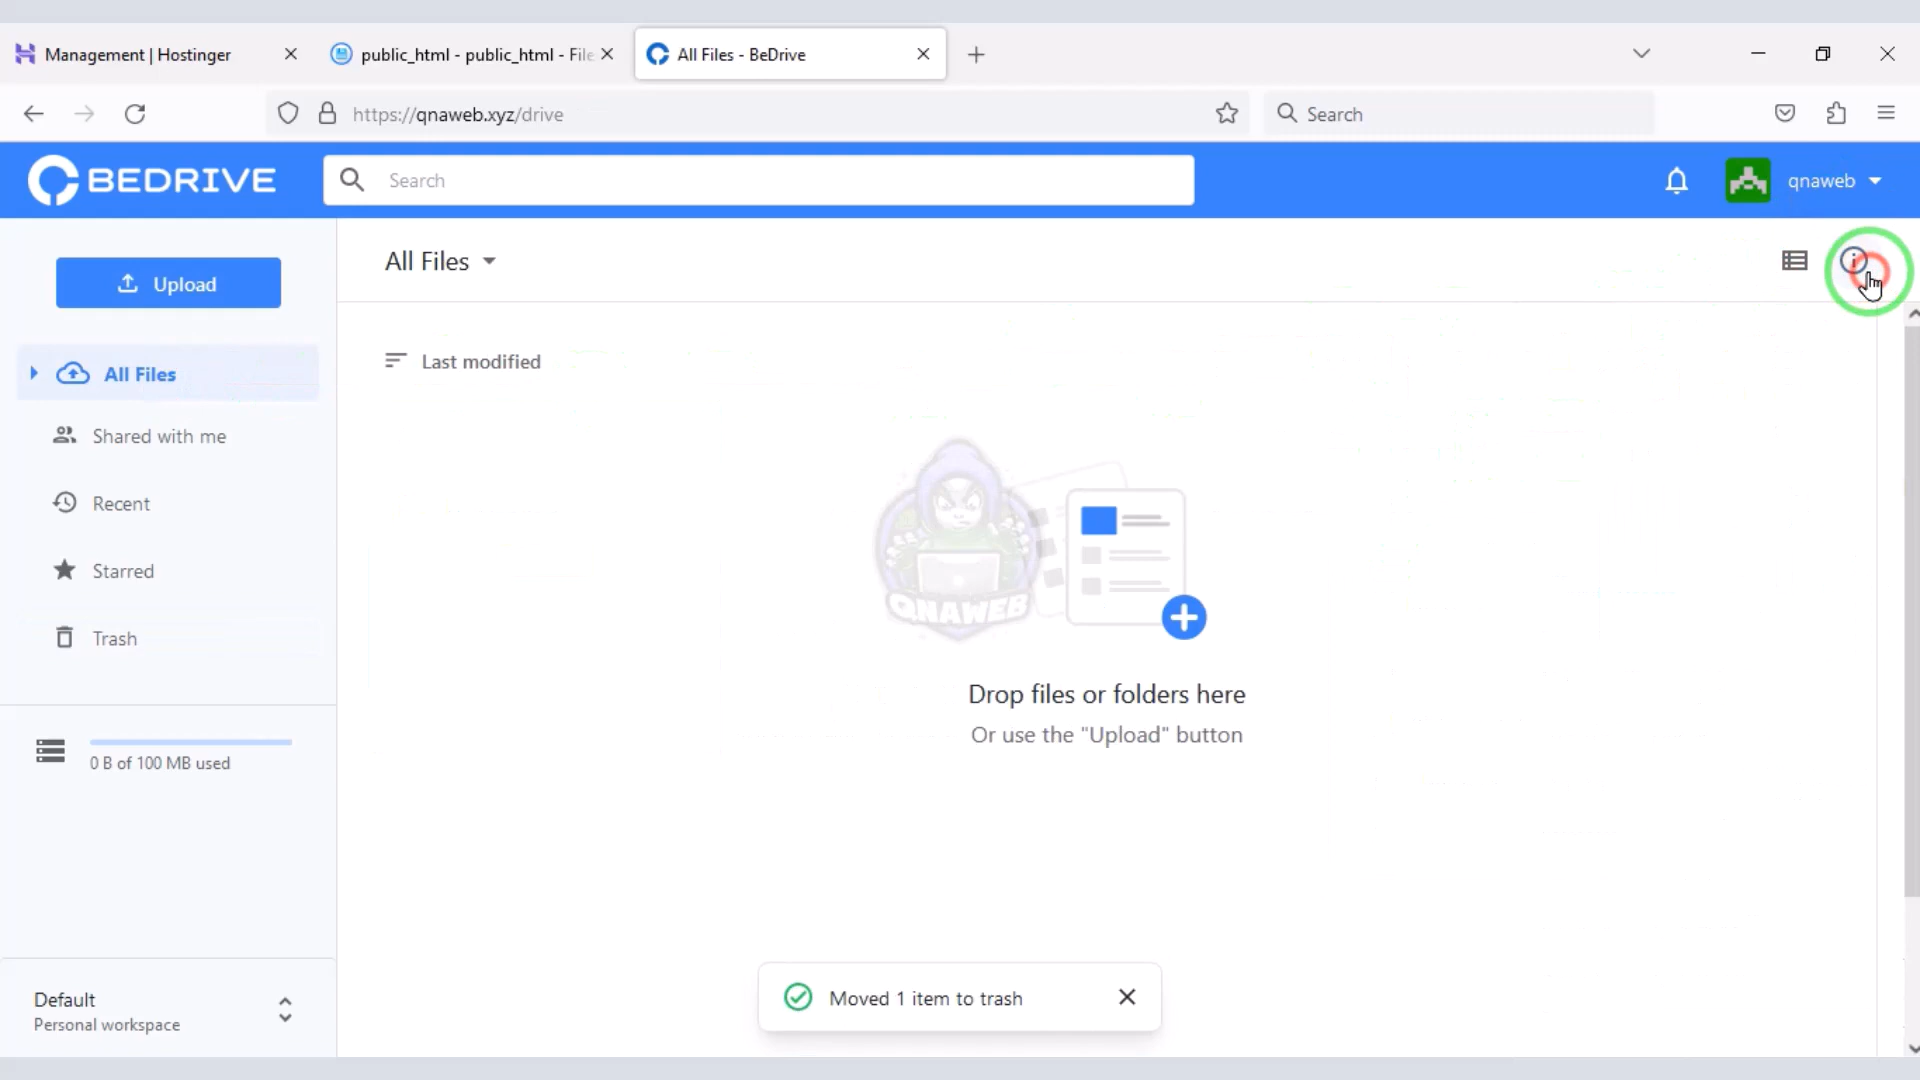 Management | Hostinger
public_html - public_html - File
All Files - BeDrive
https://qnaweb.xyz/drive
Search
BEDRIVE
Search
qnaweb
Upload
All Files
All Files
Shared with me
Recent
Starred
Trash
Last modified
QNAWEB
Drop files or folders here
Or use the "Upload" button
0 B of 100 MB used
Default
Personal workspace
Moved 1 item to trash